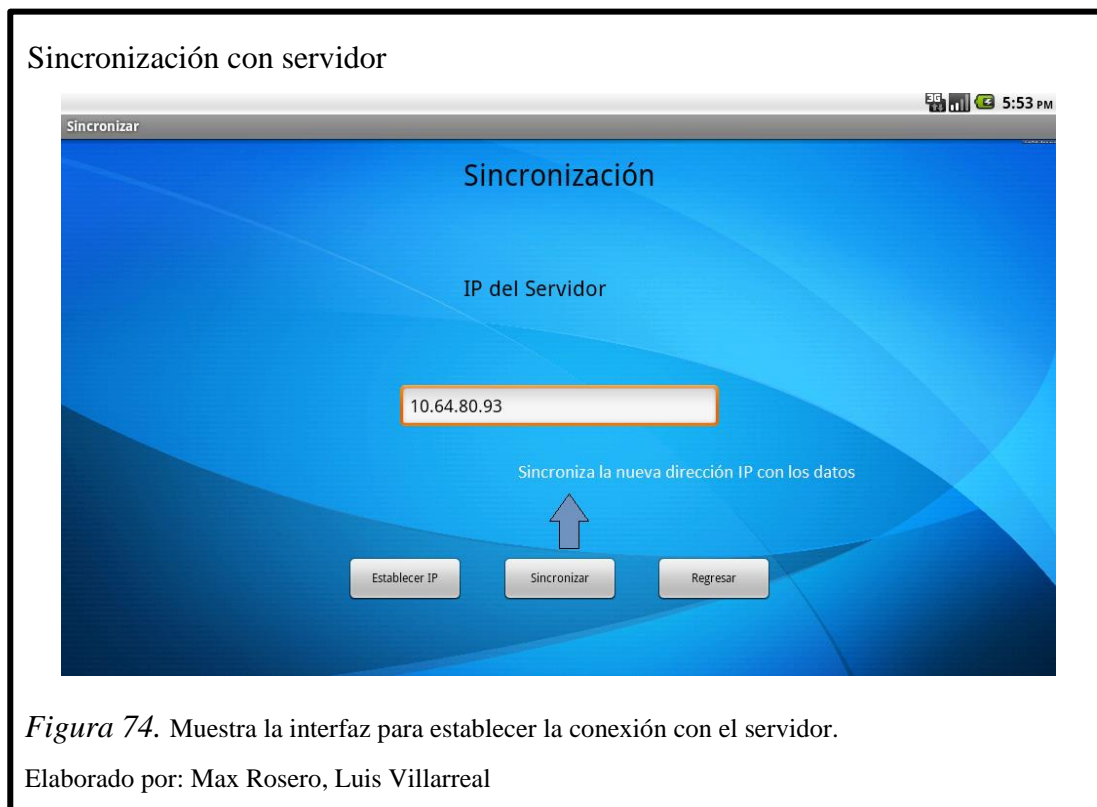 Sincronización con servidor
3G 5:53 PM
Sincronizar
Sincronización
IP del Servidor
10.64.80.93
Sincroniza la nueva dirección IP con los datos
Establecer IP Sincronizar Regresar
Figura 74. Muestra la interfaz para establecer la conexión con el servidor.
Elaborado por: Max Rosero, Luis Villarreal